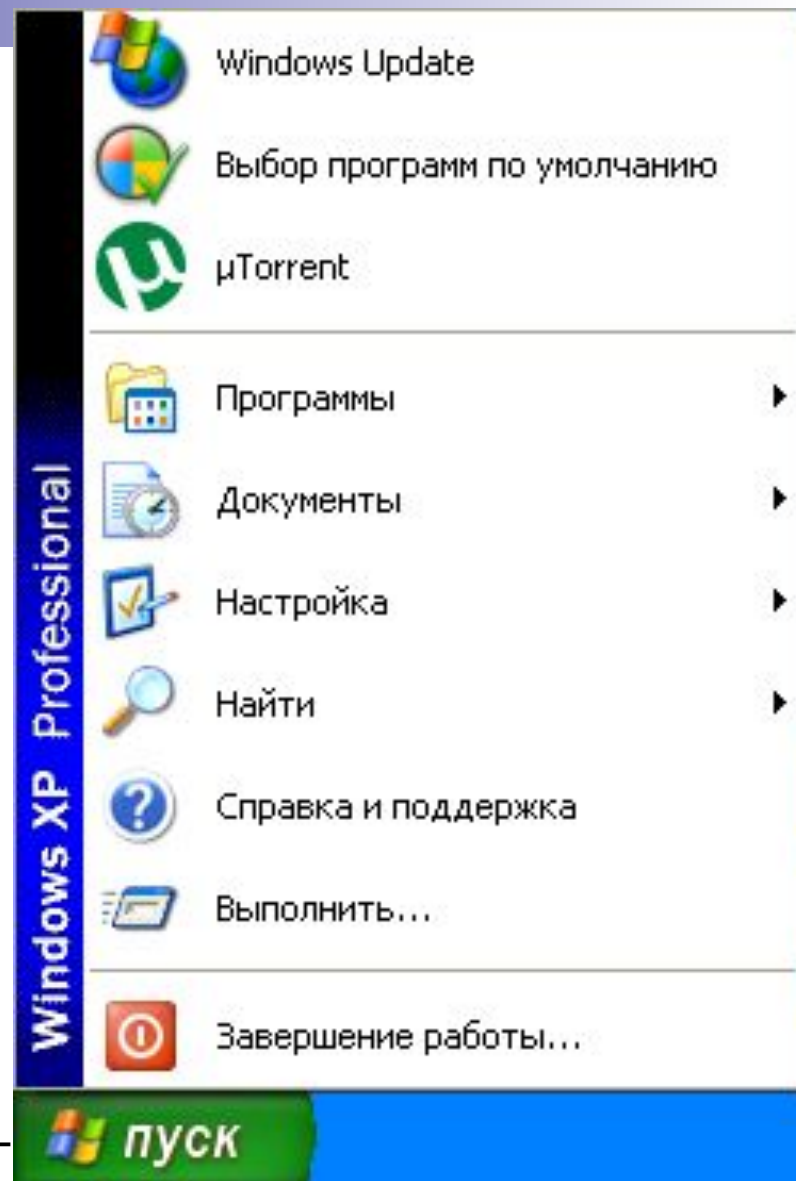 Windows Update
Выбор программ по умолчанию
µTorrent
Программы
Документы
Настройка
Найти
Справка и поддержка
Выполнить...
Завершение работы...
Windows XP Professional
пуск